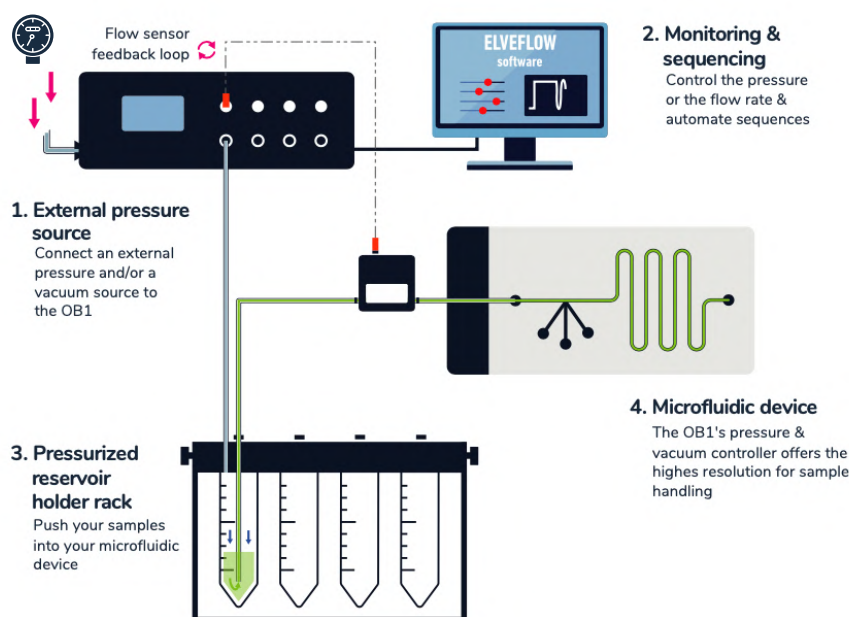 Flow sensor
feedback loop
ELVEFLOW
software
2. Monitoring &
sequencing
Control the pressure
or the flow rate &
automate sequences
1. External pressure
source
Connect an external
pressure and/or a
vacuum source to
the OB1
3. Pressurized
reservoir
holder rack
Push your samples
into your microfluidic
device
4. Microfluidic device
The OB1's pressure &
vacuum controller offers the
highes resolution for sample
handling